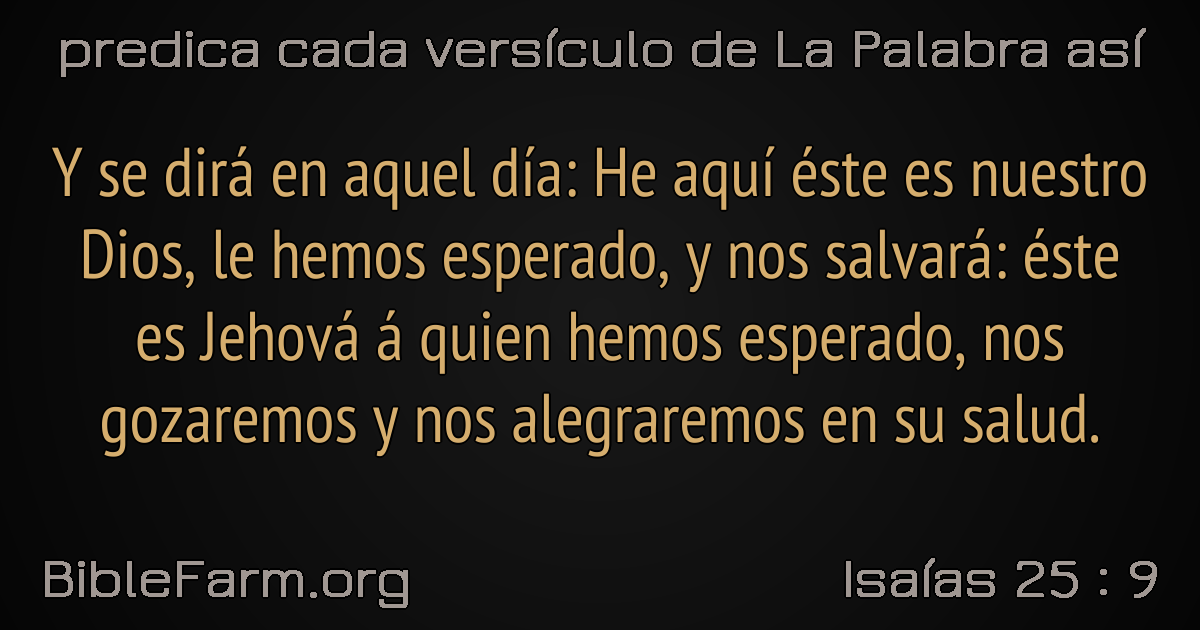 predica cada versículo de La Palabra así
Y se dirá en aquel día: He aquí éste es nuestro
Dios, le hemos esperado, y nos salvará: éste
es Jehová á quien hemos esperado, nos
gozaremos y nos alegraremos en su salud.
BibleFarm.org
Isaías 25 : 9